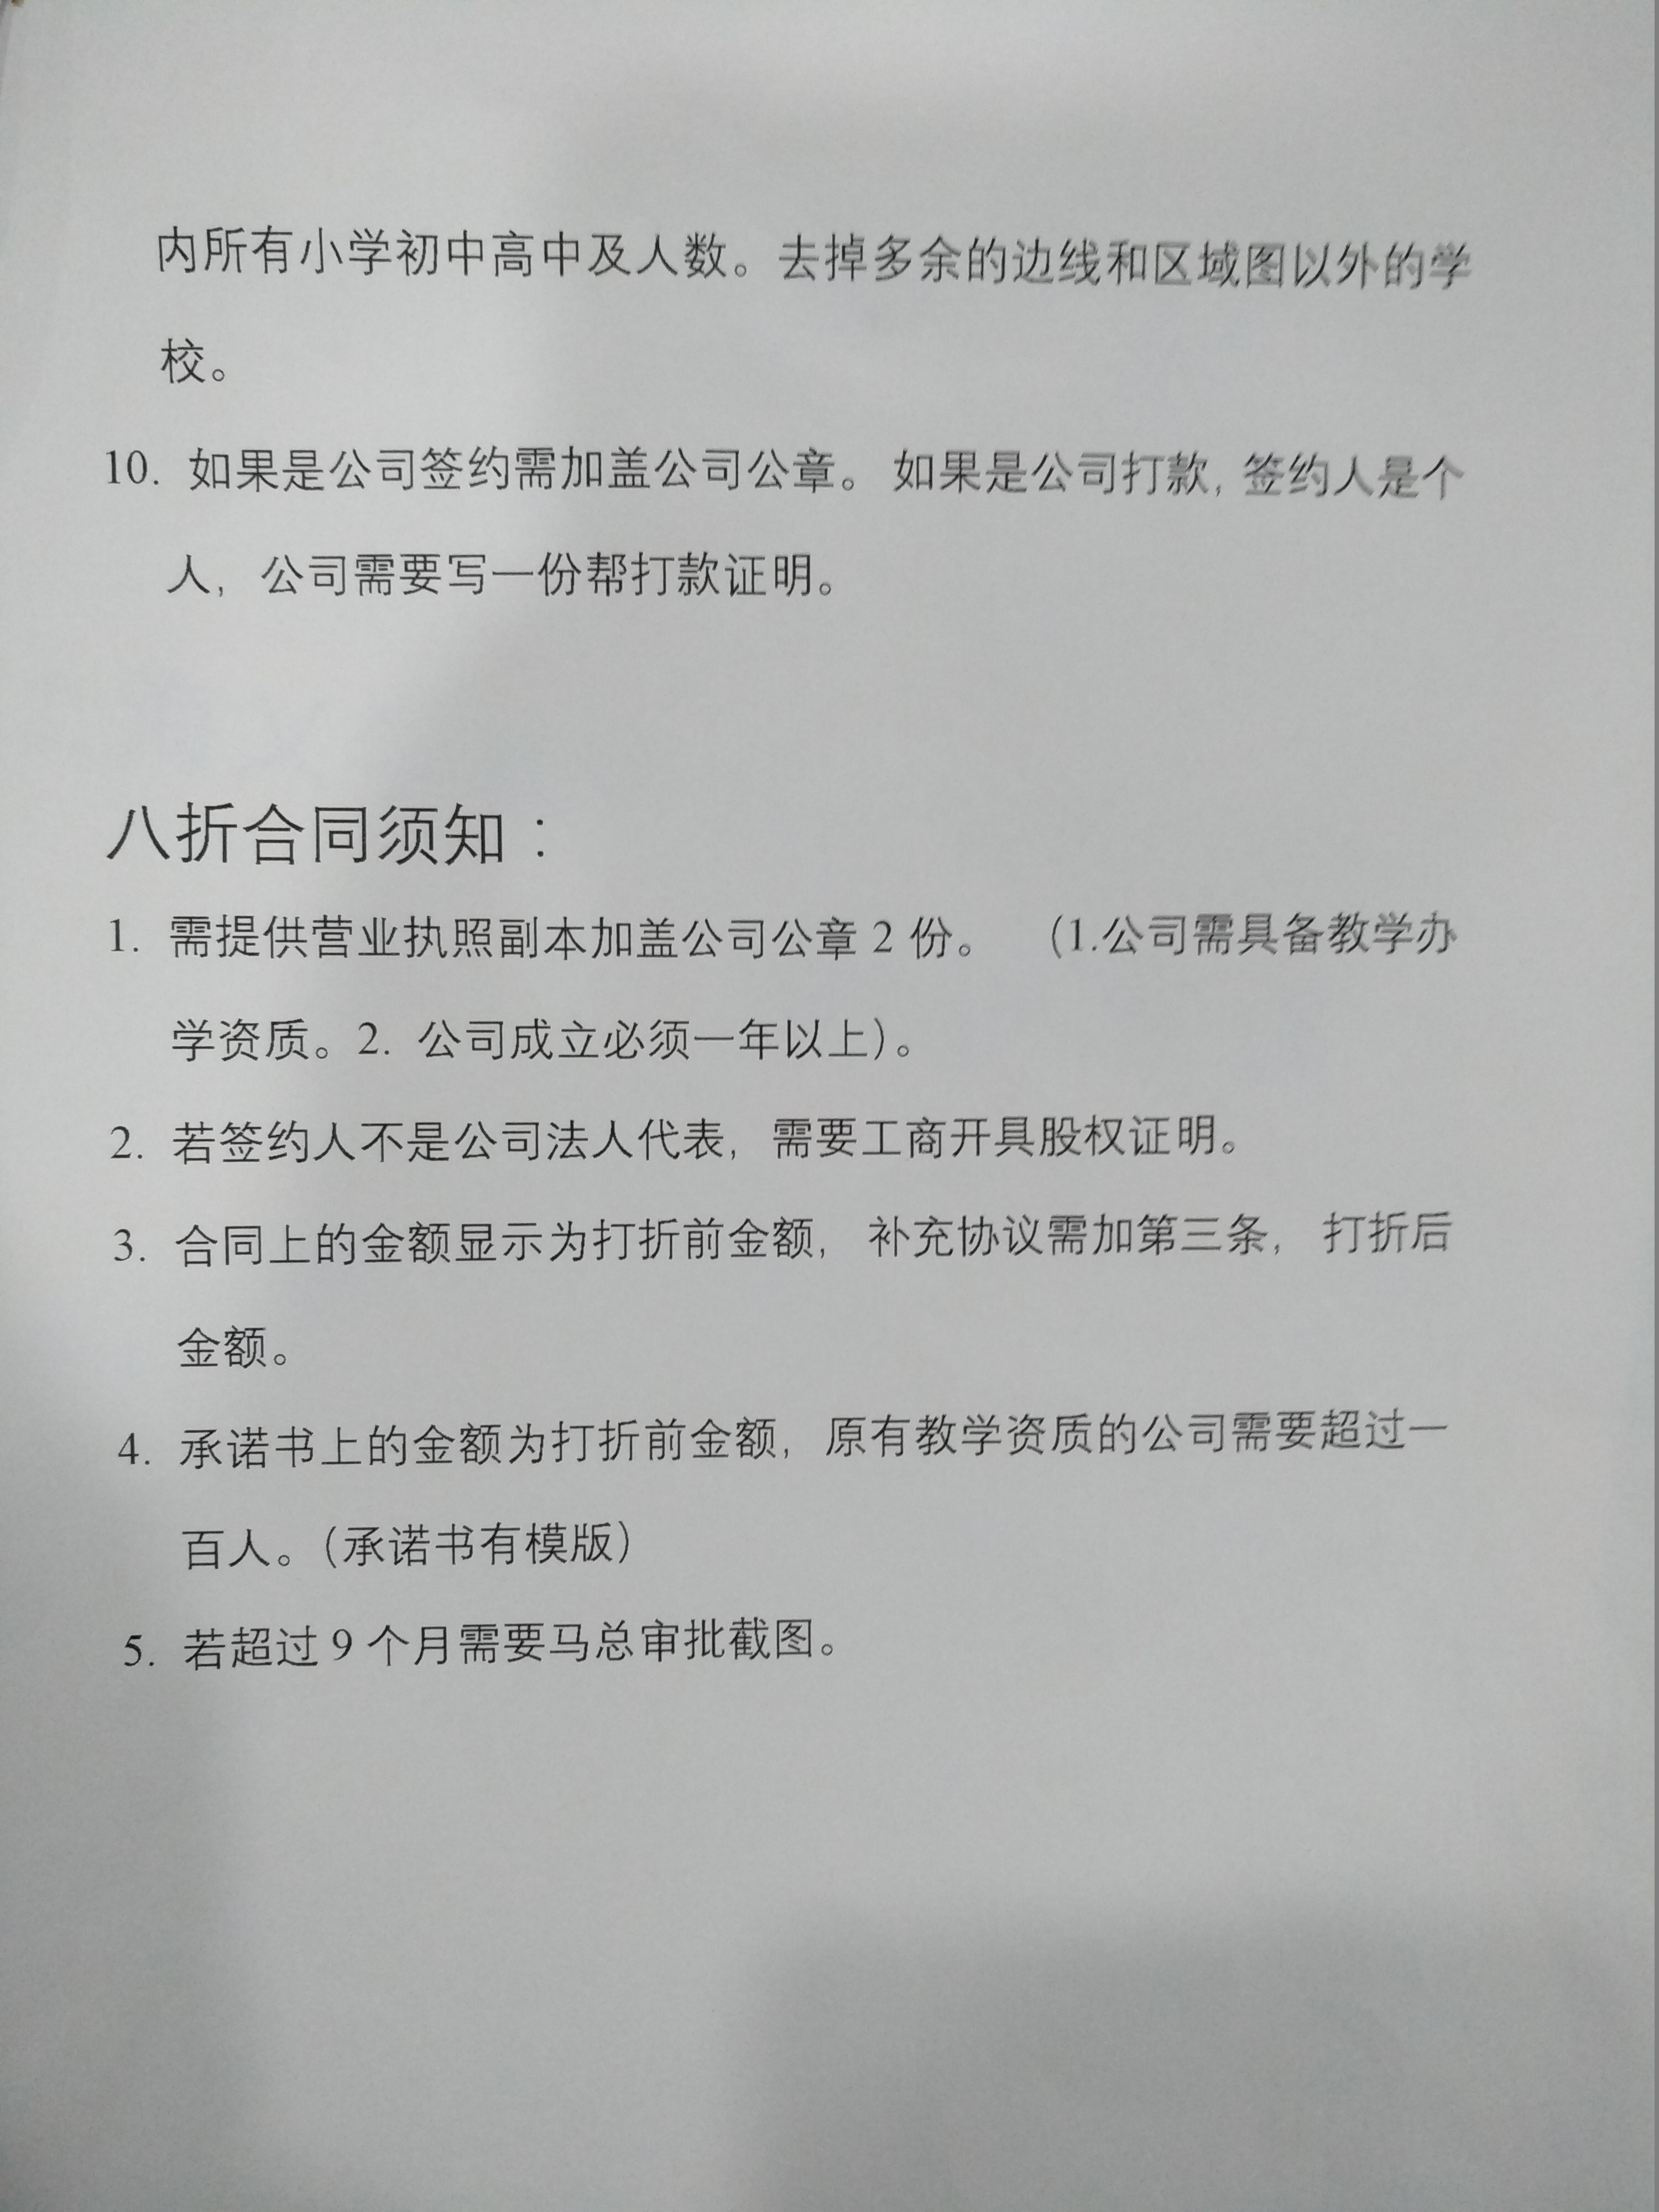 内所有小学初中高中及人数。去掉多余的边线和区域图以外的学
校。
10. 如果是公司签约需加盖公司公章。如果是公司打款, 签约人是个
人，公司需要写一份帮打款证明。
八折合同须知：
1. 需提供营业执照副本加盖公司公章 2 份。 （1.公司需具备教学办
学资质。2. 公司成立必须一年以上）。
2. 若签约人不是公司法人代表，需要工商开具股权证明。
3. 合同上的金额显示为打折前金额， 补充协议需加第三条， 打折后
金额。
4. 承诺书上的金额为打折前金额，原有教学资质的公司需要超过一
百人。（承诺书有模版）
5. 若超过 9 个月需要马总审批截图。